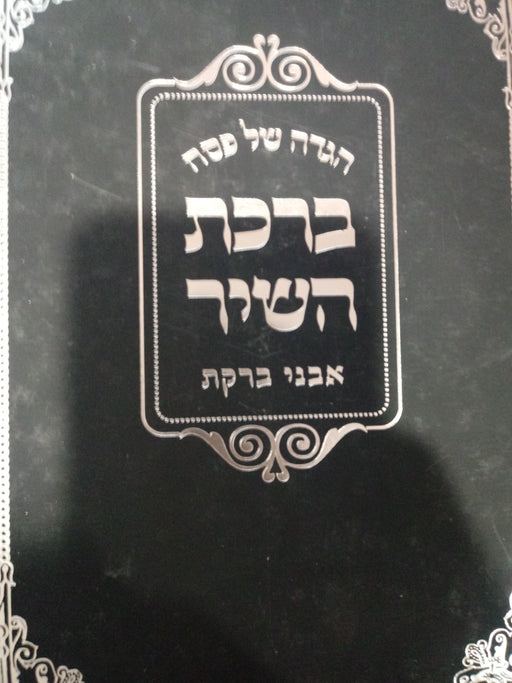 הגדה של פסח
ברכת
השיר
אבני ברקת